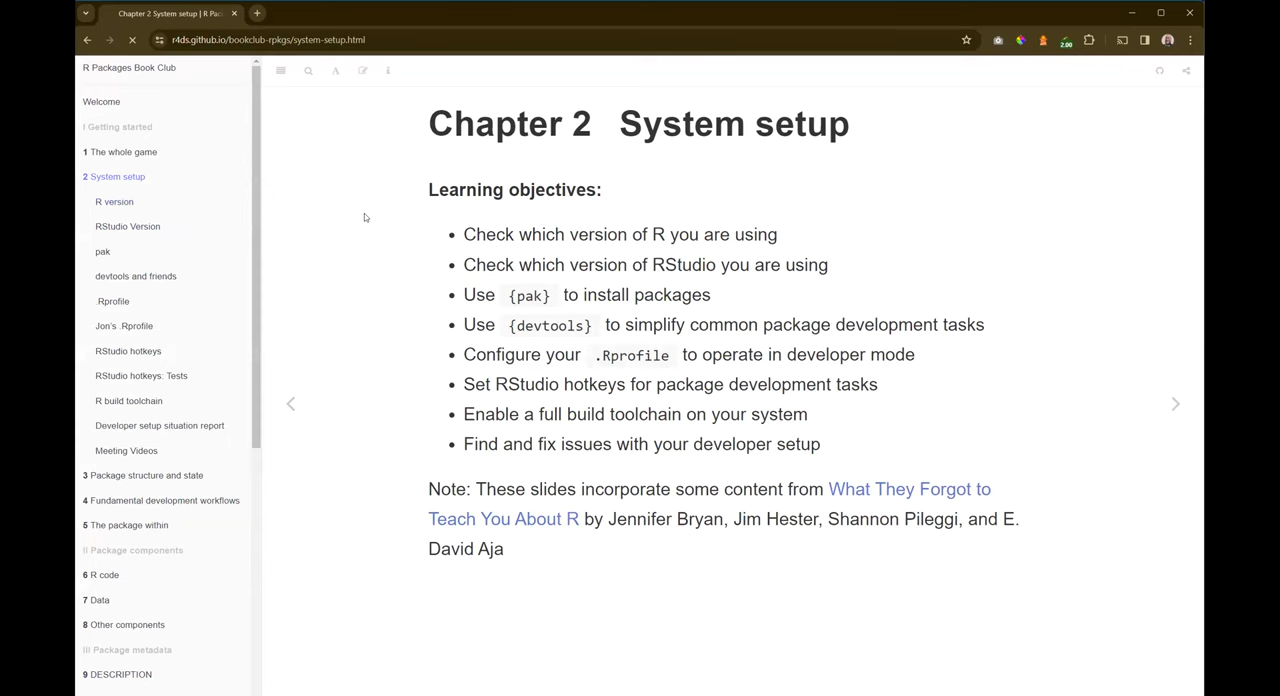 Chapter 2 System setup | R Pac
r4ds.github.io/bookclub-rpkgs/system-setup.html
2.00
R Packages Book Club
Welcome
I Getting started
1 The whole game
2 System setup
R version
RStudio Version
pak
devtools and friends
.Rprofile
Jon's .Rprofile
RStudio hotkeys
RStudio hotkeys: Tests
R build toolchain
Developer setup situation report
Meeting Videos
3 Package structure and state
4 Fundamental development workflows
5 The package within
II Package components
6 R code
7 Data
8 Other components
III Package metadata
9 DESCRIPTION
A
i
Chapter 2 System setup
Learning objectives:
• Check which version of R you are using
• Check which version of RStudio you are using
• Use {pak} to install packages
• Use {devtools} to simplify common package development tasks
• Configure your .Rprofile to operate in developer mode
• Set RStudio hotkeys for package development tasks
• Enable a full build toolchain on your system
• Find and fix issues with your developer setup
Note: These slides incorporate some content from What They Forgot to
Teach You About R by Jennifer Bryan, Jim Hester, Shannon Pileggi, and E.
David Aja